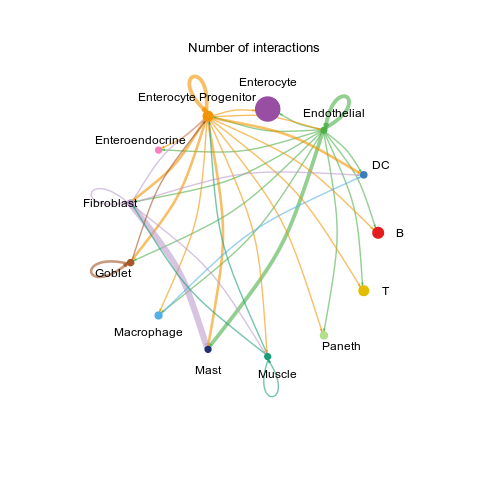 Number of interactions
Enterocyte
Enterocyte Progenitor
Endothelial
Enteroendocrine
DC
Fibroblast
B
Goblet
T
Macrophage
Paneth
Mast
Muscle